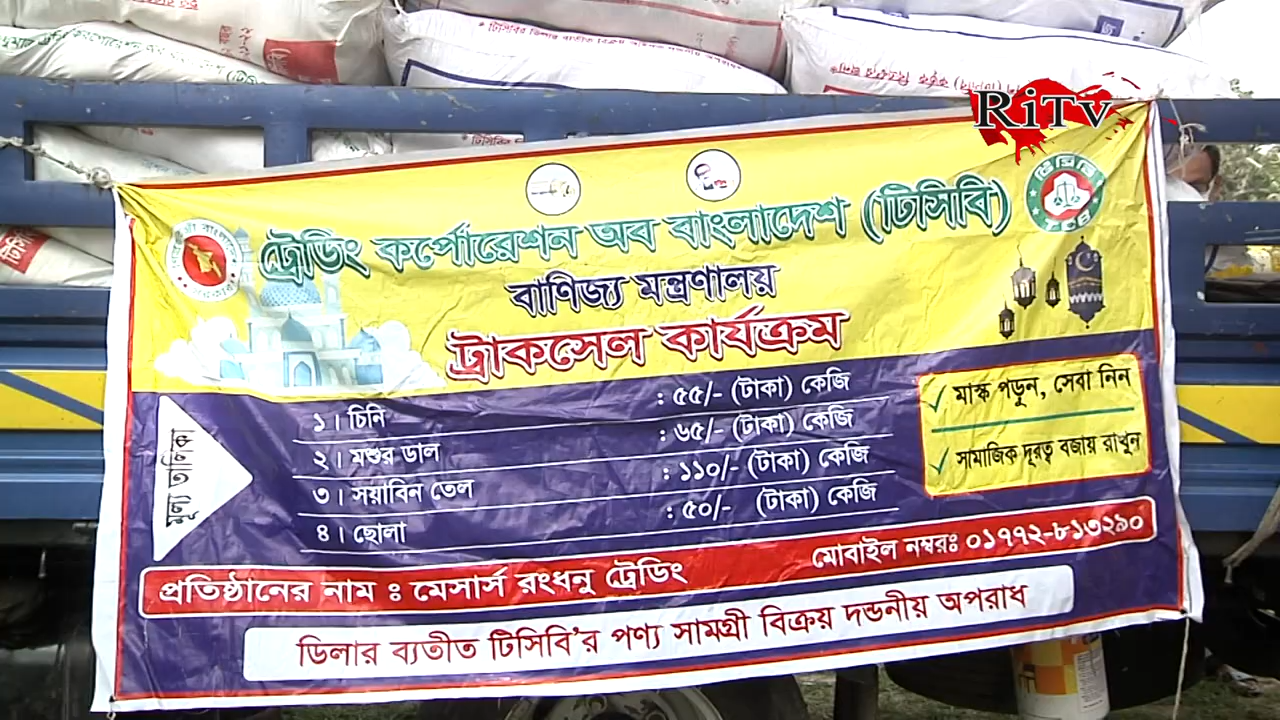 RiTv
ট্রেডিং কর্পোরেশন অব বাংলাদেশ (টিসিবি)
বাণিজ্য মন্ত্রণালয়
ট্রাকসেল কার্যক্রম
মূল্য তালিকা
১। চিনি : ৫৫/- (টাকা) কেজি
২। মশুর ডাল : ৬৫/- (টাকা) কেজি
৩। সয়াবিন তেল : ১১০/- (টাকা) কেজি
৪। ছোলা : ৫০/- (টাকা) কেজি
মাস্ক পড়ুন, সেবা নিন
সামাজিক দূরত্ব বজায় রাখুন
প্রতিষ্ঠানের নাম ঃ মেসার্স রংধনু ট্রেডিং মোবাইল নম্বরঃ ০১৭৭২-৮১৩২৯০
ডিলার ব্যতীত টিসিবি'র পণ্য সামগ্রী বিক্রয় দন্ডনীয় অপরাধ